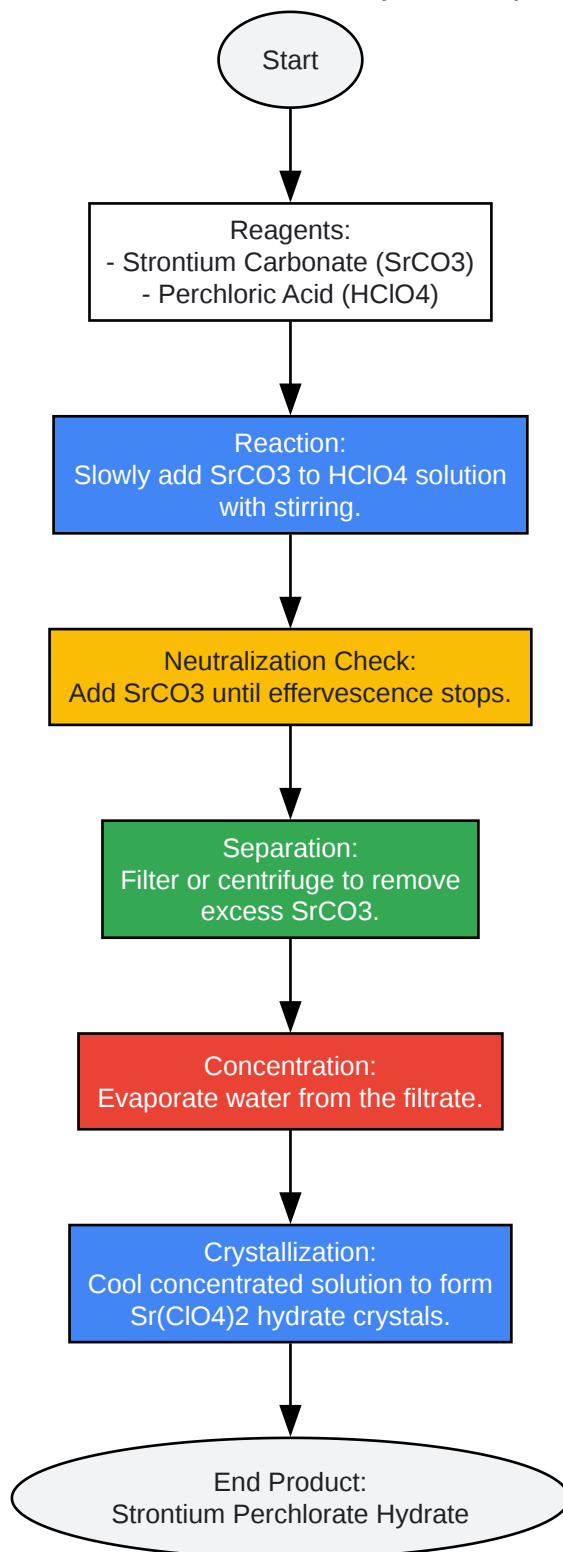 Start
Reagents:
- Strontium Carbonate (SrCO3)
- Perchloric Acid (HClO4)
Reaction:
Slowly add SrCO3 to HClO4 solution
with stirring.
Neutralization Check:
Add SrCO3 until effervescence stops.
Separation:
Filter or centrifuge to remove
excess SrCO3.
Concentration:
Evaporate water from the filtrate.
Crystallization:
Cool concentrated solution to form
Sr(ClO4)2 hydrate crystals.
End Product:
Strontium Perchlorate Hydrate